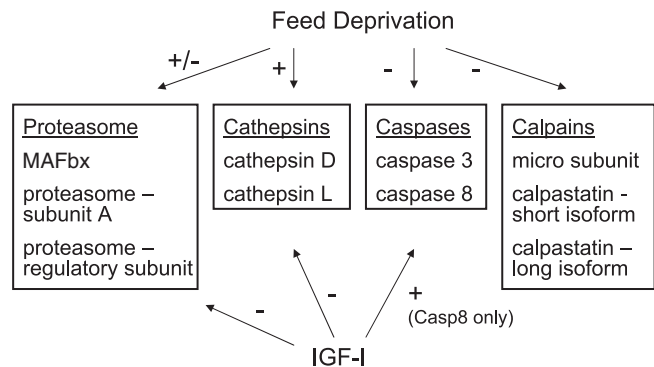 Feed Deprivation
+/-
+
-
-
Proteasome
MAFbx
proteasome –
subunit A
proteasome –
regulatory subunit
Cathepsins
cathepsin D
cathepsin L
Caspases
caspase 3
caspase 8
Calpains
micro subunit
calpastatin -
short isoform
calpastatin –
long isoform
-
-
+
(Casp8 only)
IGF-I